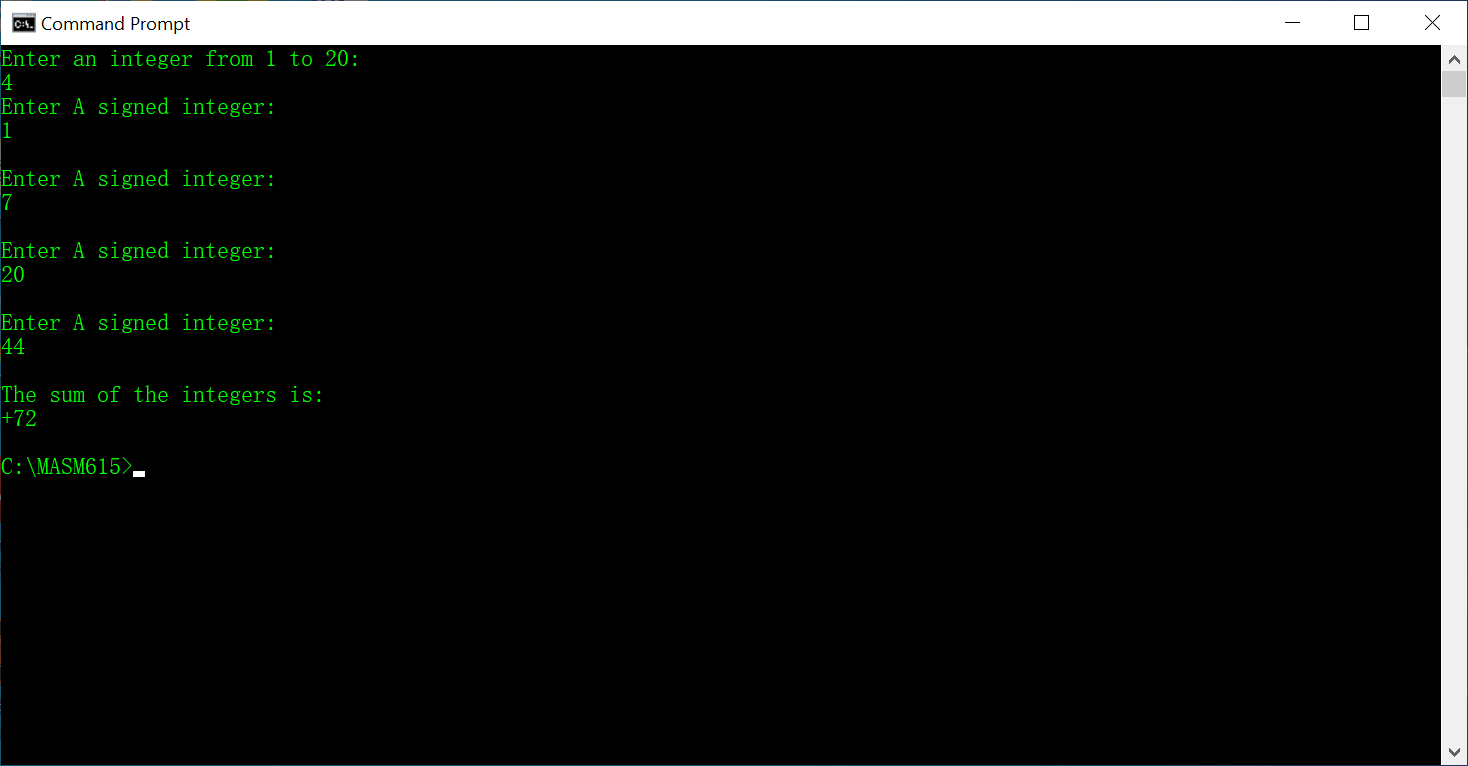 Command Prompt
Enter an integer from 1 to 20:
4
Enter A signed integer:
1
Enter A signed integer:
7
Enter A signed integer:
20
Enter A signed integer:
44
The sum of the integers is:
+72
C:\MASM615>